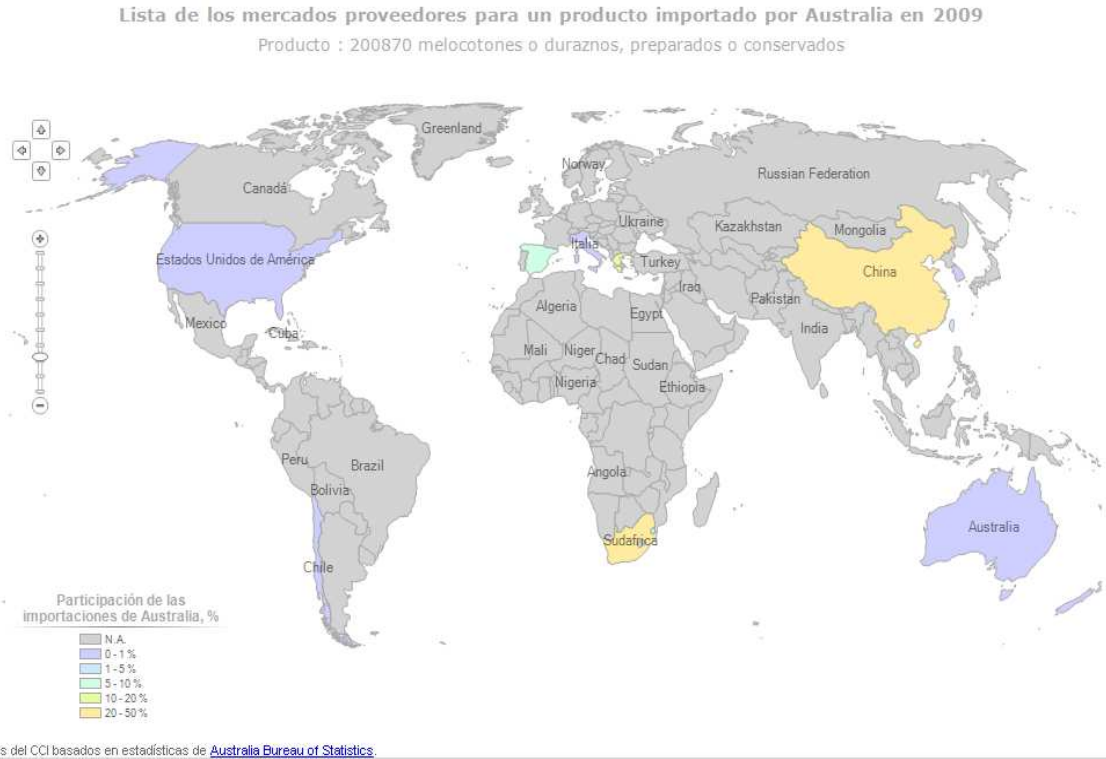 Lista de los mercados proveedores para un producto importado por Australia en 2009
Producto : 200870 melocotones o duraznos, preparados o conservados
Greenland
Norway
Russian Federation
Canadá
Ukraine
Kazakhstan
Mongolia
Italia
Estados Unidos de América
Turkey
China
Iraq
Pakistan
Algeria
Egypt
Mexico
India
Cuba
Mali
Niger
Chad
Sudan
Nigeria
Ethiopia
Peru
Brazil
Angola
Bolivia
Australia
Sudafrica
Chile
Participación de las
importaciones de Australia, %
N.A.
0 - 1 %
1 - 5 %
5 - 10 %
10 - 20 %
20 - 50 %
s del CCI basados en estadísticas de Australia Bureau of Statistics.